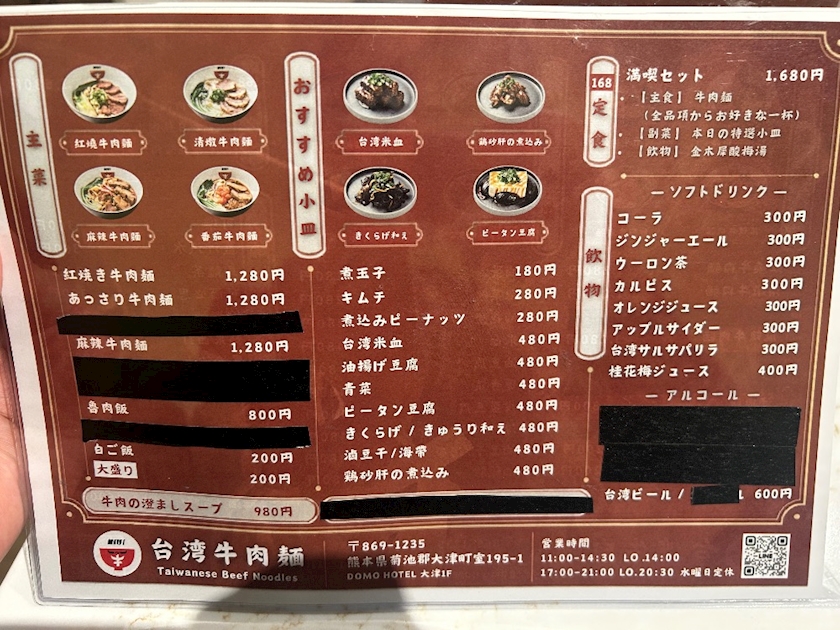 主菜
紅燒牛肉麵
清燉牛肉麵
麻辣牛肉麵
番茄牛肉麵
紅焼き牛肉麵 1,280円
あっさり牛肉麵 1,280円
麻辣牛肉麵 1,280円
魯肉飯 800円
白ご飯 200円
大盛り 200円
牛肉の澄ましスープ 980円
おすすめ小皿
台湾米血
鶏砂肝の煮込み
きくらげ和え
ピータン豆腐
煮玉子 180円
キムチ 280円
煮込みピーナッツ 280円
台湾米血 480円
油揚げ豆腐 480円
青菜 480円
ピータン豆腐 480円
きくらげ / きゅうり和え 480円
滷豆干/海帶 480円
鶏砂肝の煮込み 480円
168
定食
満喫セット 1,680円
・【主食】 牛肉麵
(全品項からお好きな一杯)
・【副菜】 本日の特選小皿
・【飲物】 金木犀酸梅湯
飲物
ーソフトドリンクー
コーラ 300円
ジンジャーエール 300円
ウーロン茶 300円
カルピス 300円
オレンジジュース 300円
アップルサイダー 300円
台湾サルサパリラ 300円
桂花梅ジュース 400円
ーアルコールー
台湾ビール / 600円
台湾牛肉麵
Taiwanese Beef Noodles
〒869-1235
熊本県菊池郡大津町室195-1
DOMO HOTEL 大津1F
営業時間
11:00-14:30 LO.14:00
17:00-21:00 LO.20:30 水曜日定休
LINE